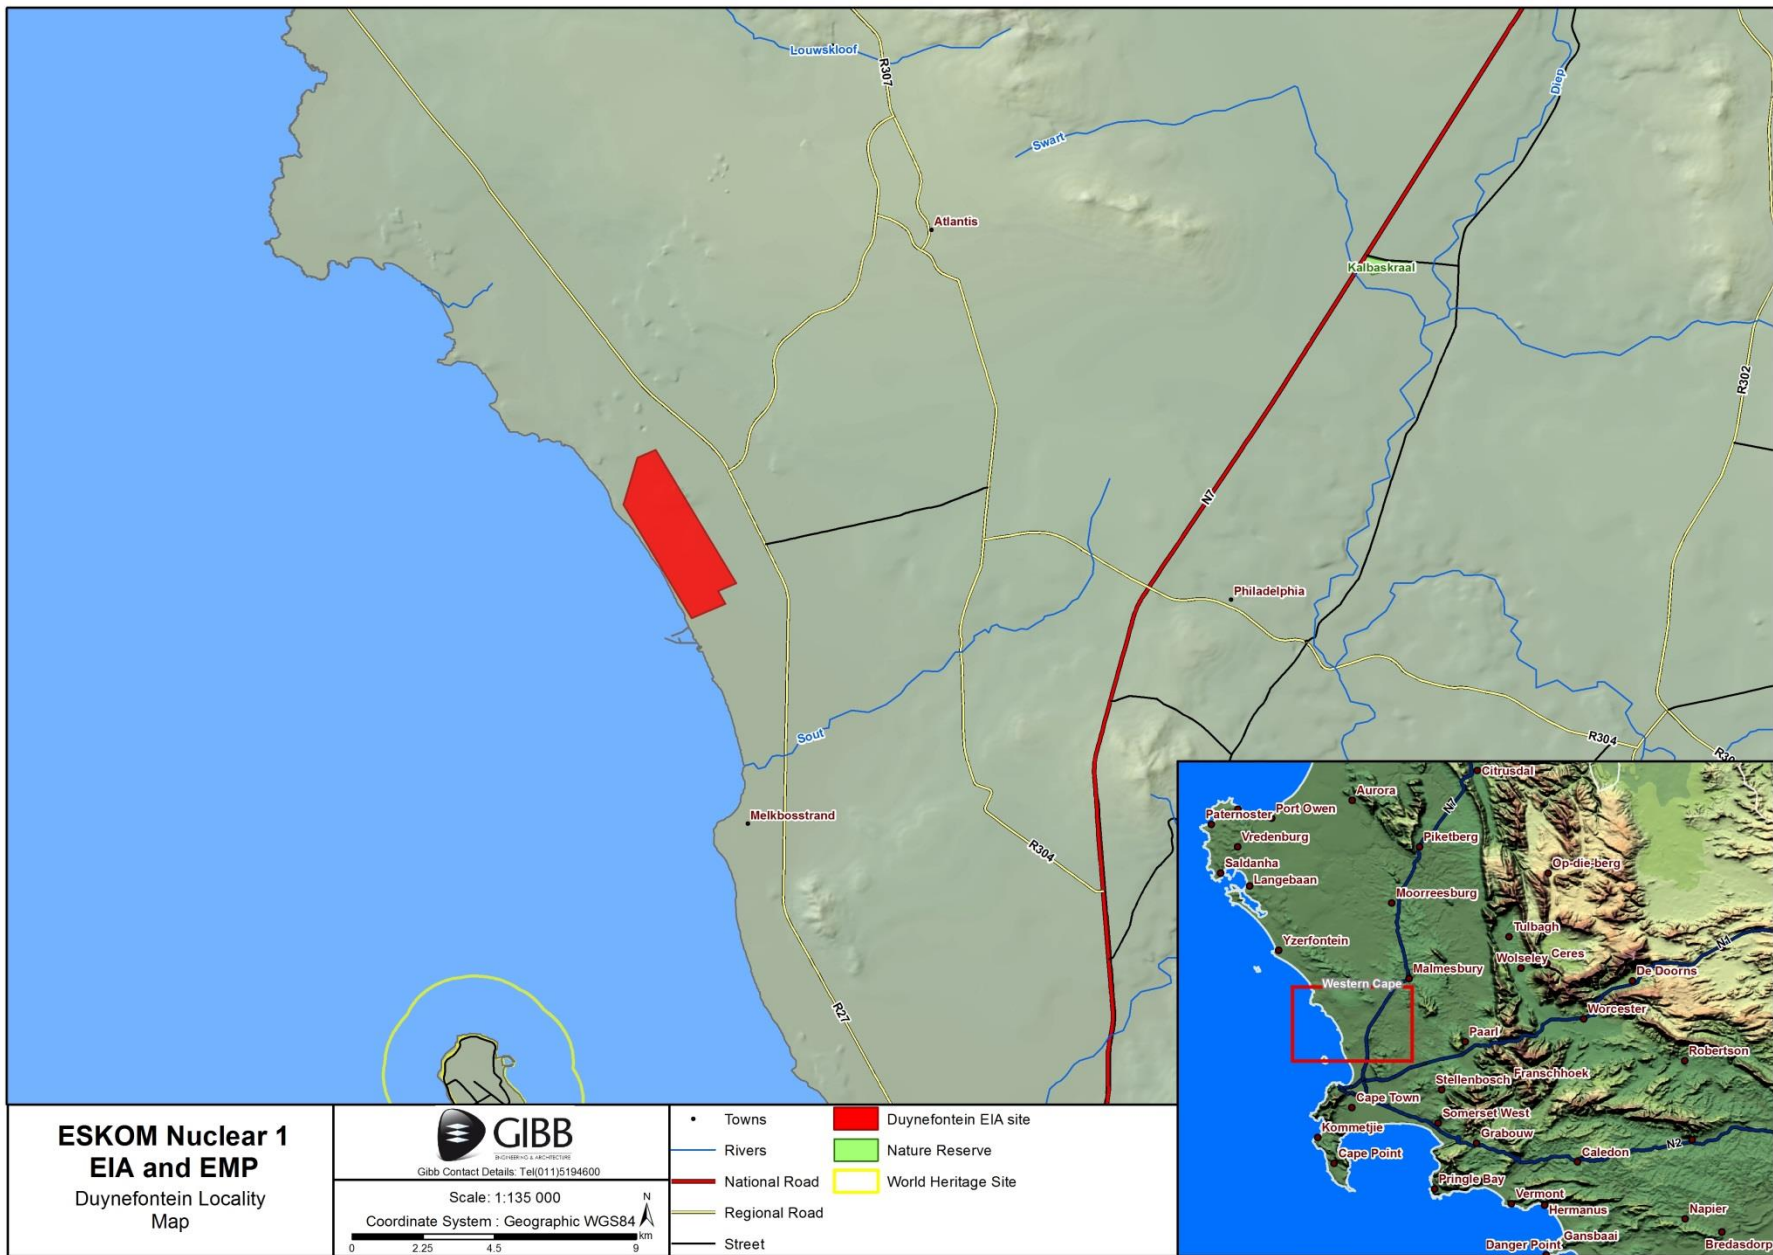 Louwskloof
R307
Diep
Swart
Atlantis
Kalbaskraal
R302
N7
Philadelphia
Sout
R304
Melkbosstrand
R304
R27
Citrusdal
Aurora
N7
Port Owen
Paternoster
Vredenburg
Piketberg
Saldanha
Op-die-berg
Langebaan
Moorreesburg
Tulbagh
N1
Yzerfontein
Ceres
Wolseley
Malmesbury
De Doorns
Western Cape
Worcester
Paarl
Robertson
Franschhoek
Stellenbosch
Cape Town
Somerset West
Kommetjie
Grabouw
N2
Cape Point
Caledon
Pringle Bay
Vermont
Hermanus
Napier
Gansbaai
Danger Point
Bredasdorp
ESKOM Nuclear 1
EIA and EMP
Duynefontein Locality
Map
GIBB
ENGINEERING & ARCHITECTURE
Gibb Contact Details: Tel(011)5194600
Scale: 1:135 000
N
Coordinate System : Geographic WGS84
km
0 2.25 4.5 9
Towns
Rivers
National Road
Regional Road
Street
Duynefontein EIA site
Nature Reserve
World Heritage Site